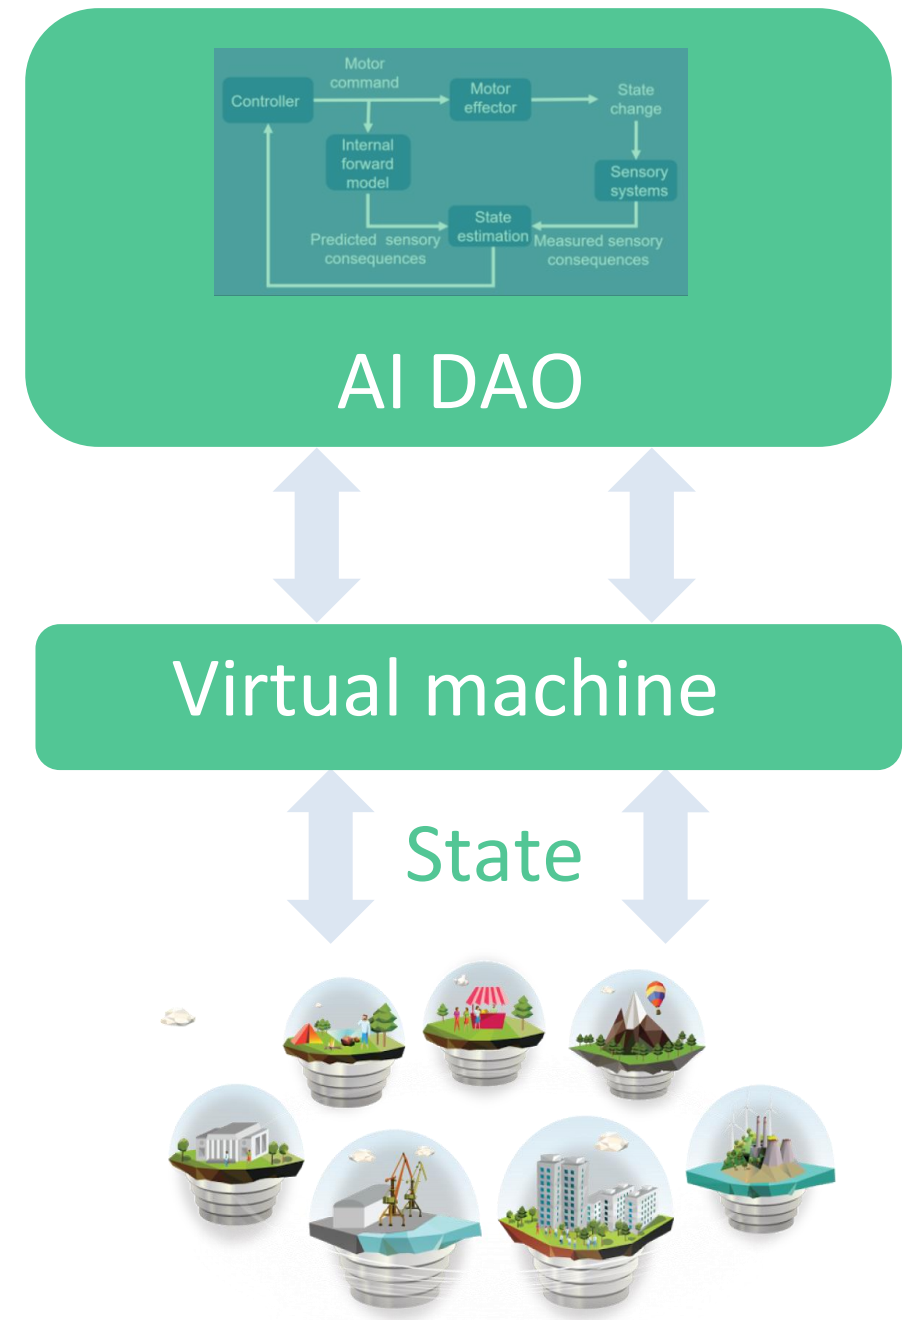 Motor
command
Controller
Motor
effector
State
change
Internal
forward
model
Sensory
systems
State
estimation
Predicted sensory
consequences
Measured sensory
consequences
AI DAO
Virtual machine
State